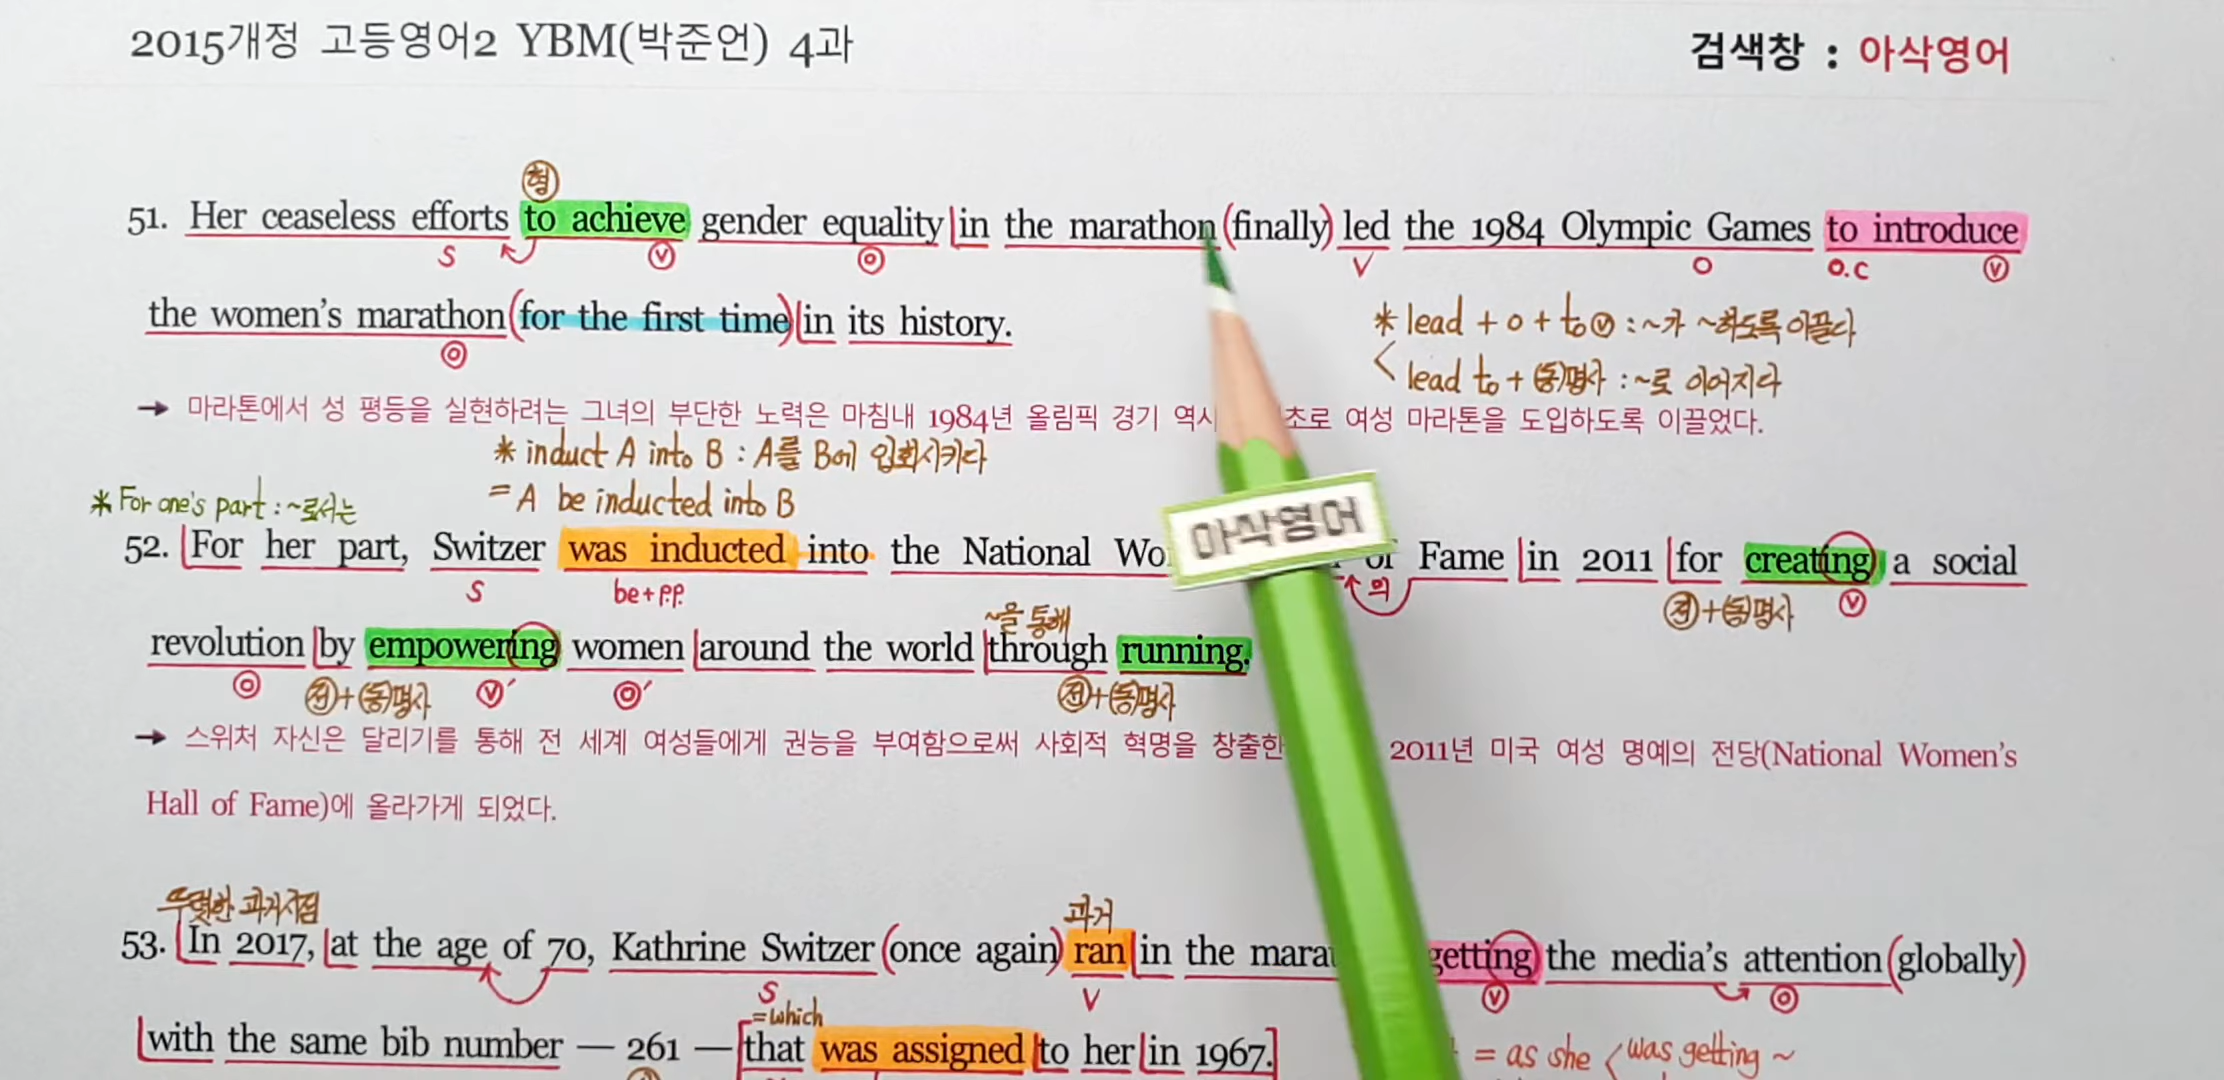 2015개정 고등영어2 YBM(박준언) 4과
검색창 : 아삭영어
형
51. Her ceaseless efforts to achieve gender equality in the marathon (finally) led the 1984 Olympic Games to introduce
S V O V O O.C V
the women's marathon (for the first time) in its history.
O
* lead + O + to V : ~가 ~하도록 이끌다
< lead to + (동)명사 : ~로 이어지다
→ 마라톤에서 성 평등을 실현하려는 그녀의 부단한 노력은 마침내 1984년 올림픽 경기 역사 초로 여성 마라톤을 도입하도록 이끌었다.
* induct A into B : A를 B에 입회시키다
= A be inducted into B
* For one's part : ~로서는
아삭영어
52. For her part, Switzer was inducted into the National Wo of Fame in 2011 for creating a social
S be+p.p. 의 전+(동)명사 V
~을 통해
revolution by empowering women around the world through running.
O 전+(동)명사 V' O' 전+(동)명사
→ 스위처 자신은 달리기를 통해 전 세계 여성들에게 권능을 부여함으로써 사회적 혁명을 창출한 2011년 미국 여성 명예의 전당(National Women's
Hall of Fame)에 올라가게 되었다.
뚜렷한 과거시점 과거
53. In 2017, at the age of 70, Kathrine Switzer (once again) ran in the mara getting the media's attention (globally)
S V V O
=which
with the same bib number — 261 — [that was assigned to her in 1967.]
= as she < was getting ~